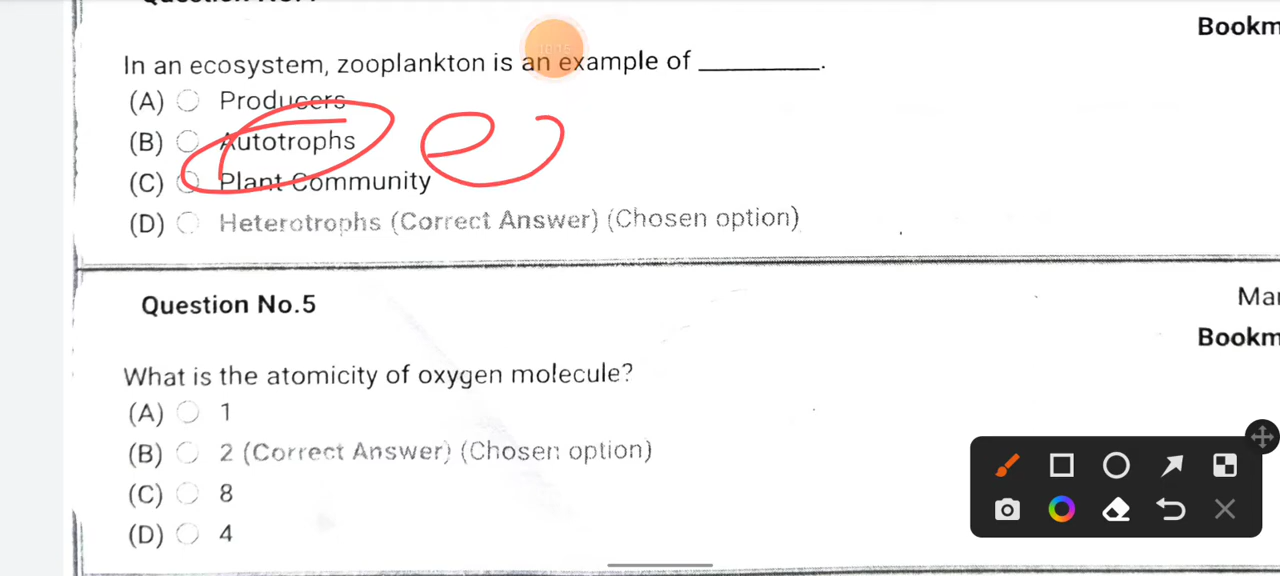 Bookm
In an ecosystem, zooplankton is an example of ________.
(A) Producers
(B) Autotrophs
(C) Plant Community
(D) Heterotrophs (Correct Answer) (Chosen option)
Question No.5
Mar
Bookm
What is the atomicity of oxygen molecule?
(A) 1
(B) 2 (Correct Answer) (Chosen option)
(C) 8
(D) 4